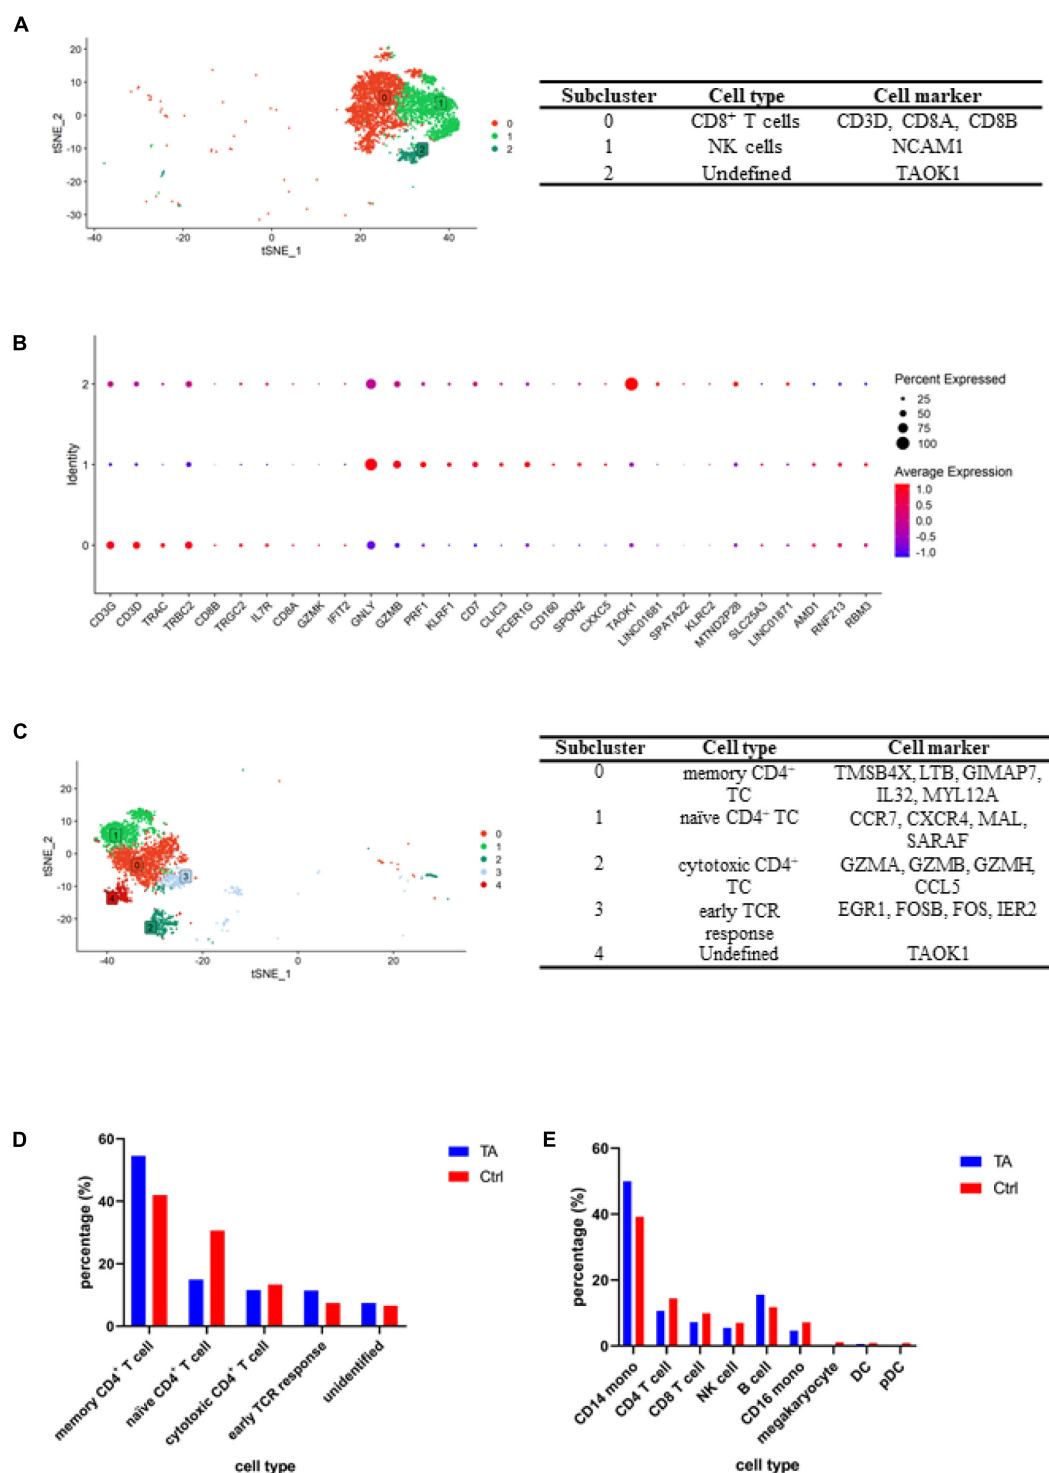 A
20
10
0
-10
-20
-30
-40
-20
0
20
40
tSNE_2
tSNE_1
0
1
2
0
1
2
Subcluster Cell type Cell marker
0 CD8+ T cells CD3D, CD8A, CD8B
1 NK cells NCAM1
2 Undefined TAOK1
B
2
1
0
Identity
CD3G CD3D TRAC TRBC2 CD8B TRGC2 IL7R CD8A GZMK IFIT2 GNLY GZMB PRF1 KLRF1 CD7 CLIC3 FCER1G CD160 SPON2 CXXC5 TAOK1 LINC01681 SPATA22 KLRC2 MTND2P28 SLC25A3 LINC01871 AMD1 RNF213 RBM3
Percent Expressed
25
50
75
100
Average Expression
1.0
0.5
0.0
-0.5
-1.0
C
20
10
0
-10
-20
-40
-20
0
20
tSNE_2
tSNE_1
1
0
3
4
2
0
1
2
3
4
Subcluster Cell type Cell marker
0 memory CD4+ TMSB4X, LTB, GIMAP7,
TC IL32, MYL12A
1 naïve CD4+ TC CCR7, CXCR4, MAL,
SARAF
2 cytotoxic CD4+ GZMA, GZMB, GZMH,
TC CCL5
3 early TCR EGR1, FOSB, FOS, IER2
response
4 Undefined TAOK1
D
60
40
20
0
percentage (%)
TA
Ctrl
memory CD4+ T cell
naïve CD4+ T cell
cytotoxic CD4+ T cell
early TCR response
unidentified
cell type
E
60
40
20
0
percentage (%)
TA
Ctrl
CD14 mono
CD4 T cell
CD8 T cell
NK cell
B cell
CD16 mono
megakaryocyte
DC
pDC
cell type